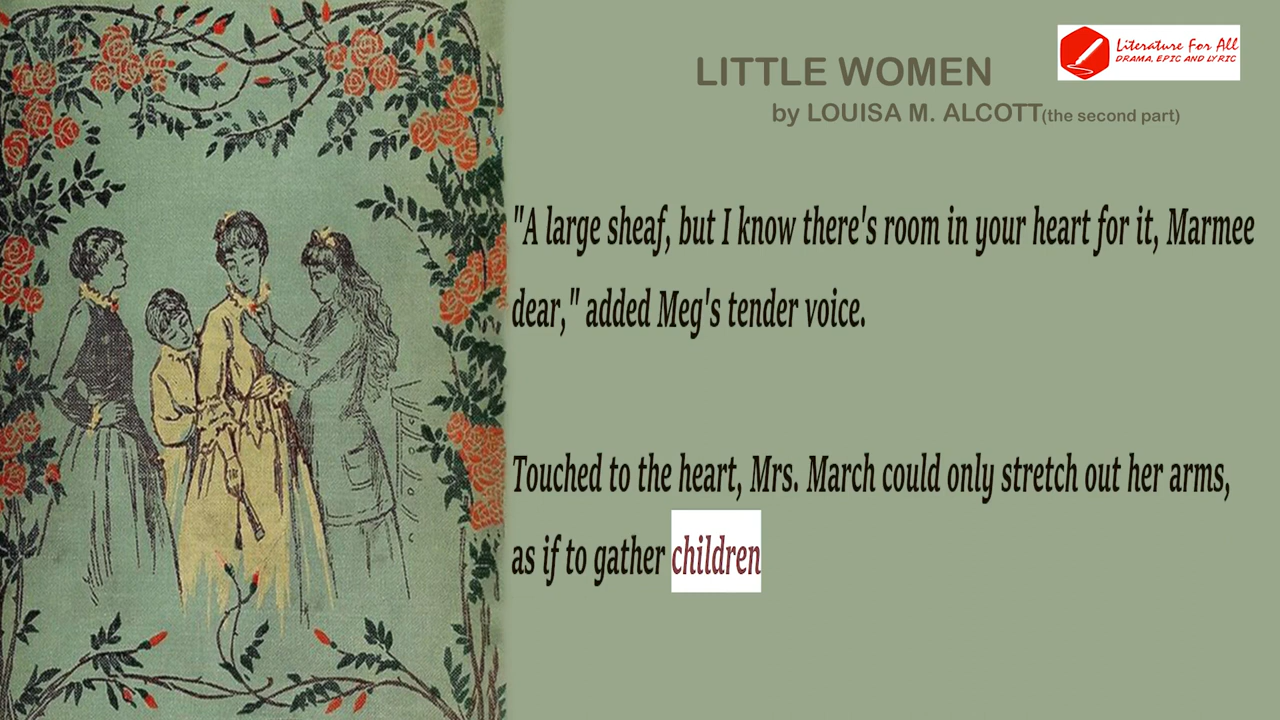 LITTLE WOMEN
by LOUISA M. ALCOTT(the second part)
Literature For All
DRAMA, EPIC AND LYRIC
"A large sheaf, but I know there's room in your heart for it, Marmee
dear," added Meg's tender voice.
Touched to the heart, Mrs. March could only stretch out her arms,
as if to gather children